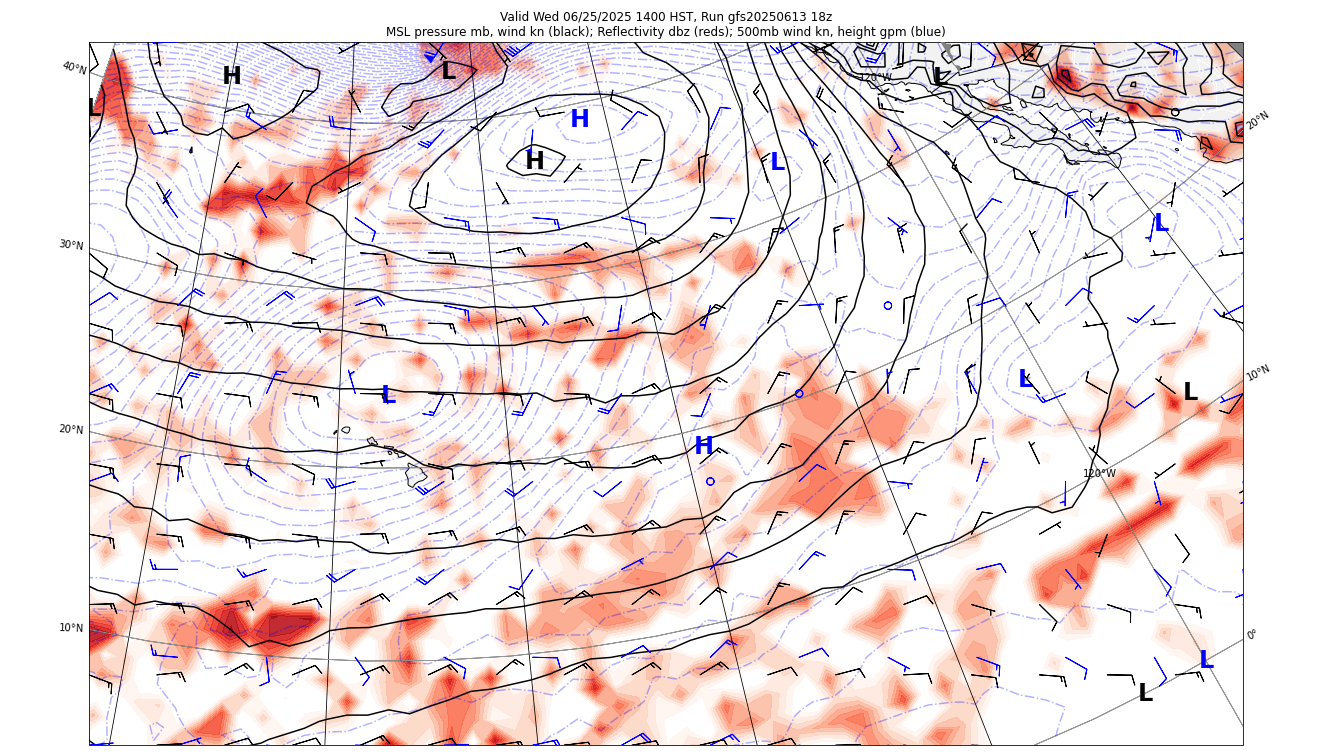 Valid Wed 06/25/2025 1400 HST, Run gfs20250613 18z
MSL pressure mb, wind kn (black); Reflectivity dbz (reds); 500mb wind kn, height gpm (blue)
40°N
H
L
L
120°W
L
L
H
20°N
H
L
L
30°N
L
L
10°N
L
20°N
H
120°W
10°N
0°
L
L